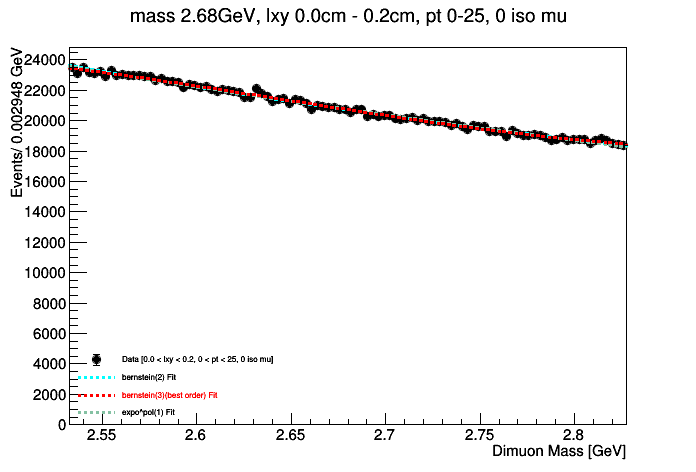 mass 2.68GeV, lxy 0.0cm - 0.2cm, pt 0-25, 0 iso mu
Events/ 0.002948 GeV
24000
22000
20000
18000
16000
14000
12000
10000
8000
6000
4000
2000
0
Data [0.0 < lxy < 0.2, 0 < pt < 25, 0 iso mu]
bernstein(2) Fit
bernstein(3)(best order) Fit
expo^pol(1) Fit
2.55 2.6 2.65 2.7 2.75 2.8
Dimuon Mass [GeV]